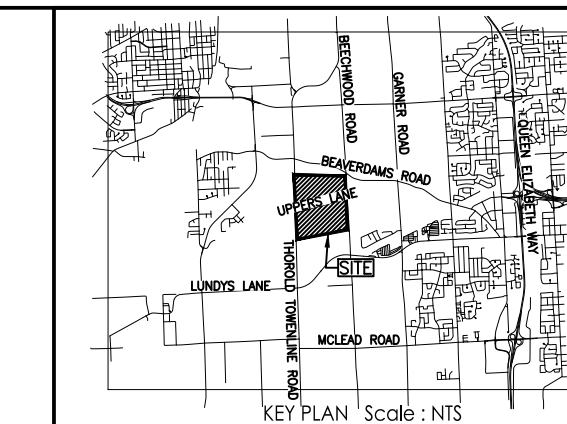 BEECHWOOD ROAD
GARNER ROAD
QUEEN ELIZABETH WAY
BEAVERDAMS ROAD
UPPERS LANE
THOROLD TOWENLINE ROAD
SITE
LUNDYS LANE
MCLEAD ROAD
KEY PLAN Scale : NTS